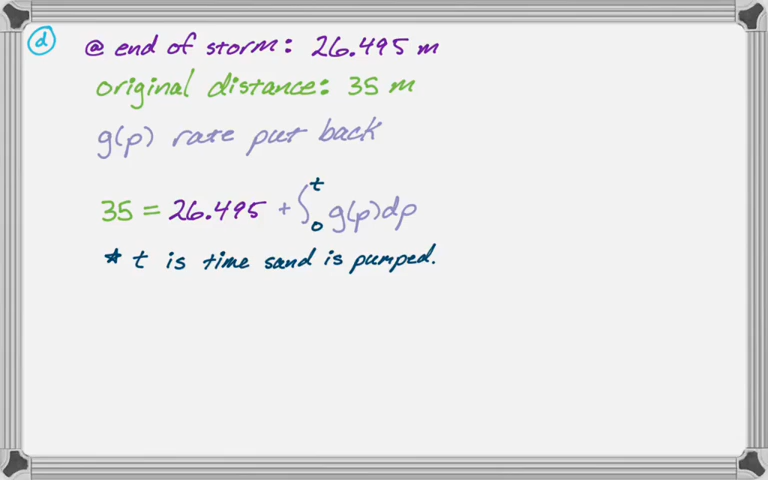 d @ end of storm: 26.495 m
original distance: 35 m
g(p) rate put back
35 = 26.495 + ∫₀ᵗ g(p)dp
* t is time sand is pumped.